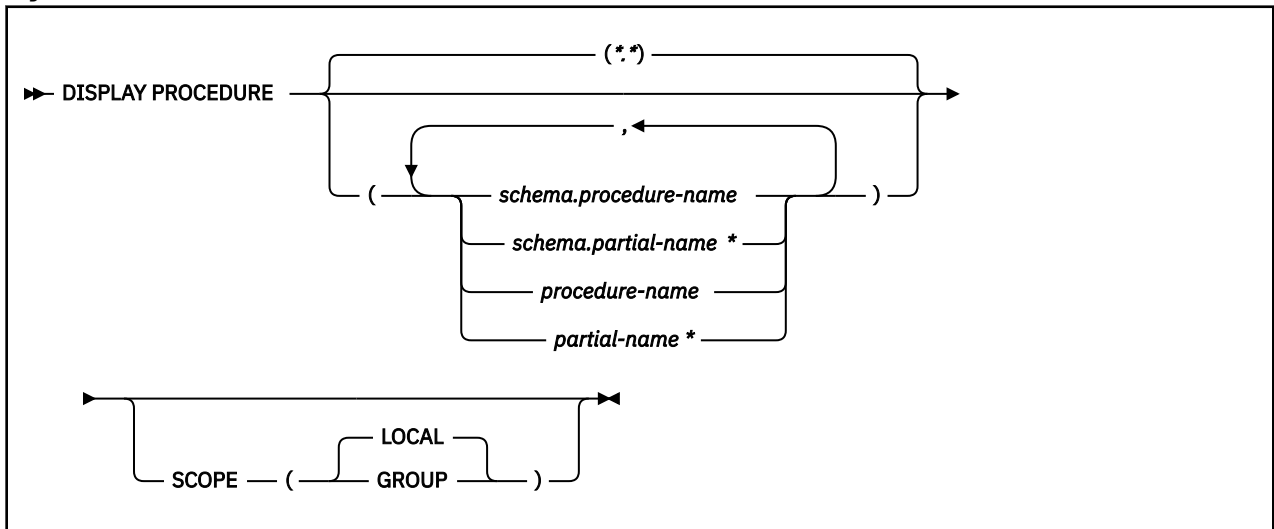 (*.*)
DISPLAY PROCEDURE
,
( schema.procedure-name )
schema.partial-name *
procedure-name
partial-name *
LOCAL
SCOPE ( GROUP )